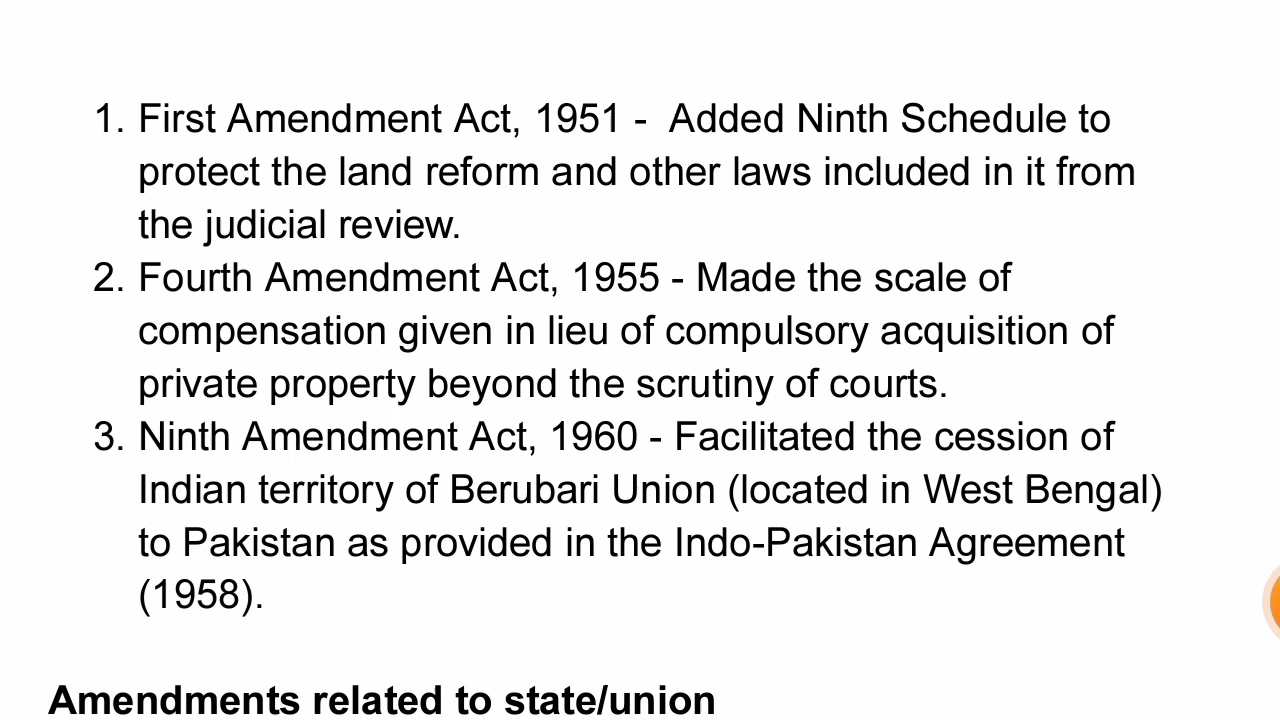 1. First Amendment Act, 1951 -  Added Ninth Schedule to
protect the land reform and other laws included in it from
the judicial review.
2. Fourth Amendment Act, 1955 - Made the scale of
compensation given in lieu of compulsory acquisition of
private property beyond the scrutiny of courts.
3. Ninth Amendment Act, 1960 - Facilitated the cession of
Indian territory of Berubari Union (located in West Bengal)
to Pakistan as provided in the Indo-Pakistan Agreement
(1958).
Amendments related to state/union